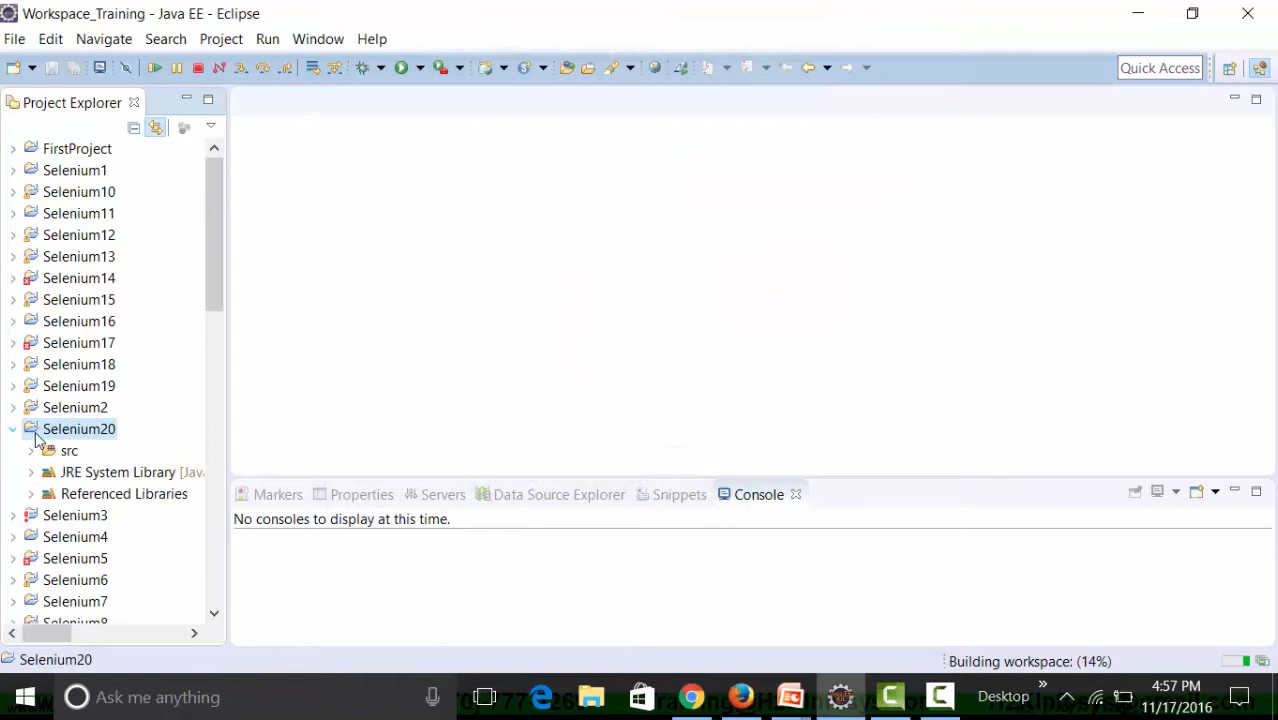 Workspace_Training - Java EE - Eclipse
File Edit Navigate Search Project Run Window Help
Quick Access
Project Explorer
FirstProject
Selenium1
Selenium10
Selenium11
Selenium12
Selenium13
Selenium14
Selenium15
Selenium16
Selenium17
Selenium18
Selenium19
Selenium2
Selenium20
src
JRE System Library [Java
Referenced Libraries
Selenium3
Selenium4
Selenium5
Selenium6
Selenium7
Selenium8
Markers Properties Servers Data Source Explorer Snippets Console
No consoles to display at this time.
Selenium20
Building workspace: (14%)
Ask me anything
Desktop
4:57 PM
11/17/2016